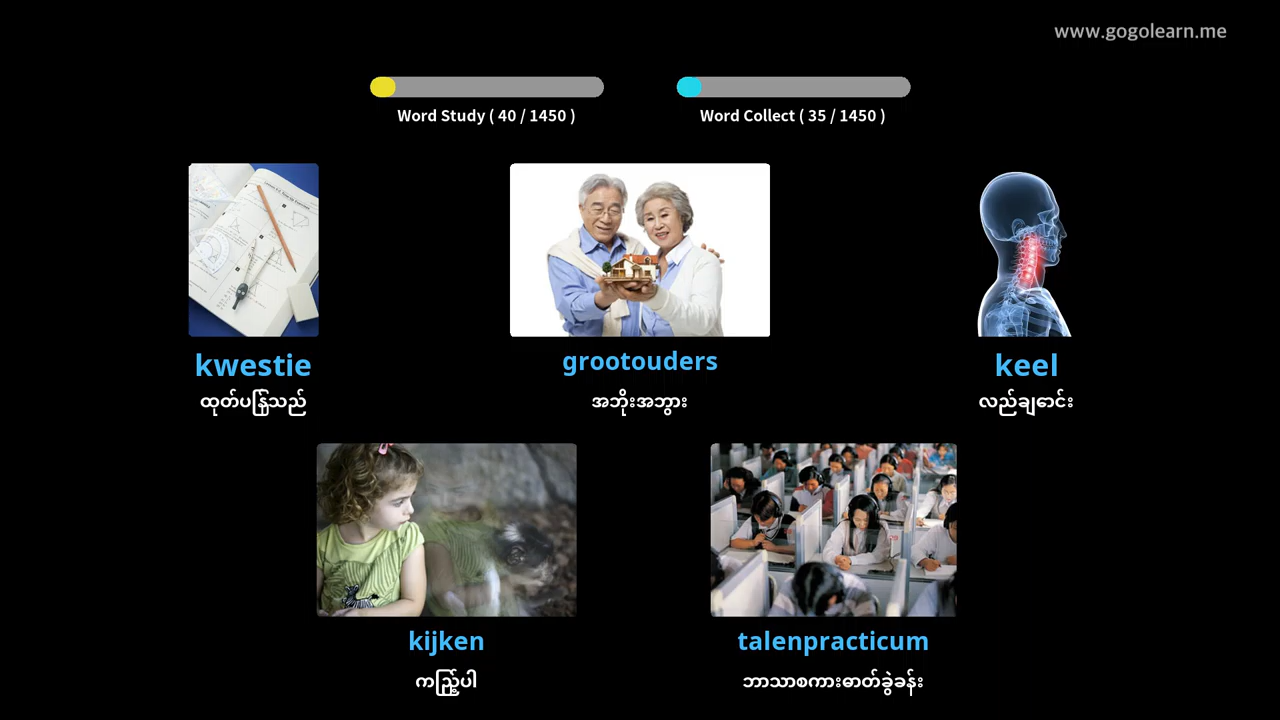 www.gogolearn.me
Word Study ( 40 / 1450 )
Word Collect ( 35 / 1450 )
kwestie
ထုတ်ပြန်သည်
grootouders
အဘိုးအဘွား
keel
လည်ချောင်း
kijken
ကြည့်ပါ
talenpracticum
ဘာသာစကားဓာတ်ခွဲခန်း